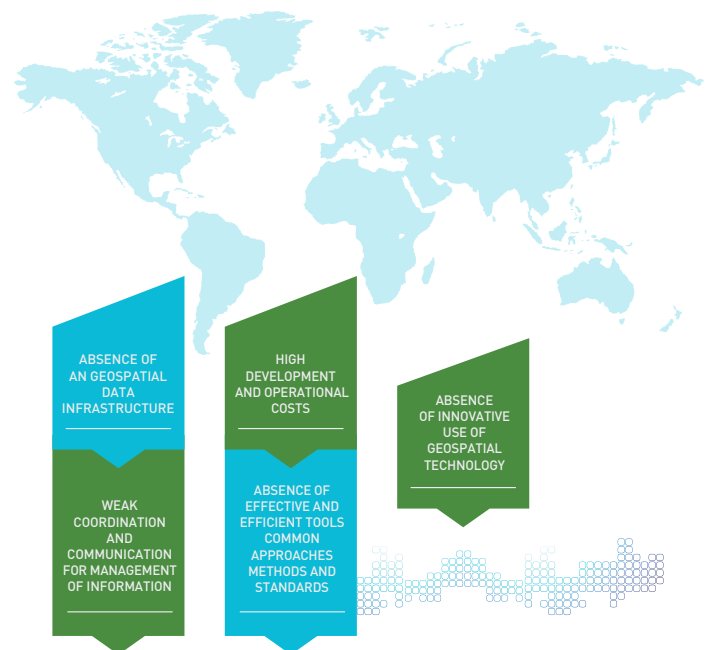 ABSENCE OF
AN GEOSPATIAL
DATA
INFRASTRUCTURE
WEAK
COORDINATION
AND
COMMUNICATION
FOR MANAGEMENT
OF INFORMATION
HIGH
DEVELOPMENT
AND OPERATIONAL
COSTS
ABSENCE OF
EFFECTIVE AND
EFFICIENT TOOLS
COMMON
APPROACHES
METHODS AND
STANDARDS
ABSENCE
OF INNOVATIVE
USE OF
GEOSPATIAL
TECHNOLOGY